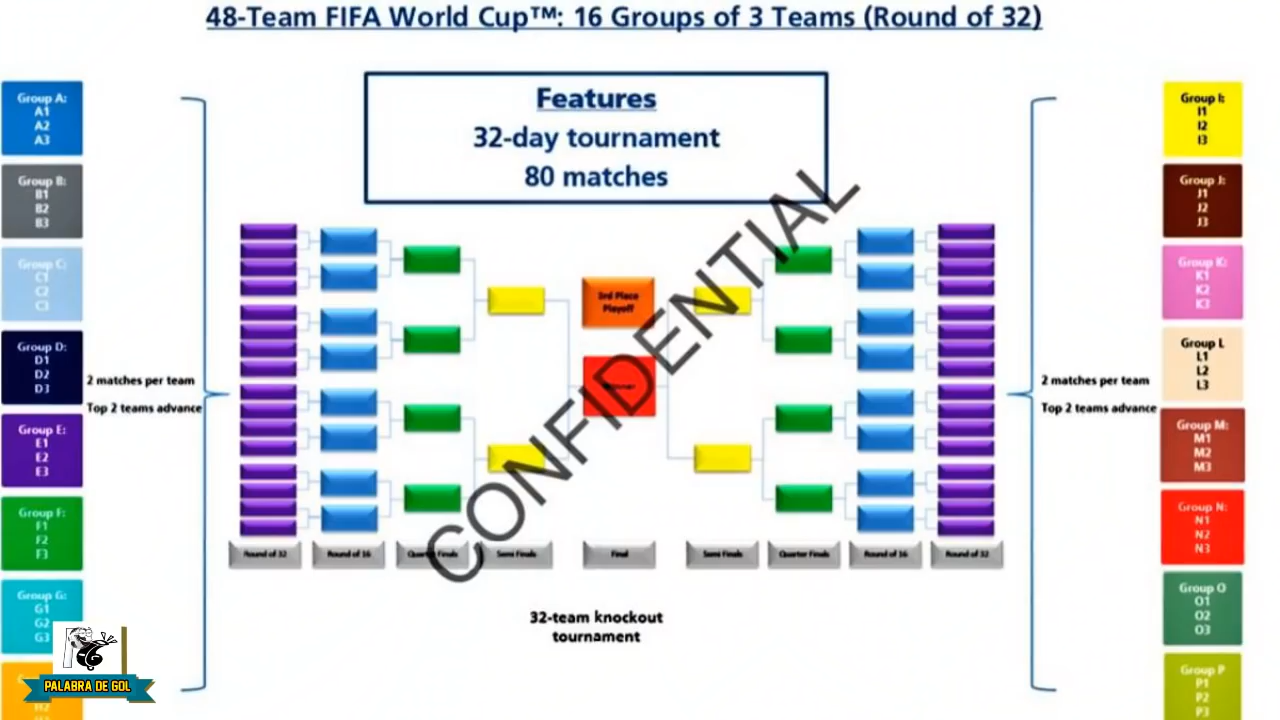 48-Team FIFA World Cup™: 16 Groups of 3 Teams (Round of 32)
Features
32-day tournament
80 matches
Group A:
A1
A2
A3
Group B:
B1
B2
B3
Group C:
C1
C2
C3
Group D:
D1
D2
D3
Group E:
E1
E2
E3
Group F:
F1
F2
F3
Group G:
G1
G2
G3
H2
2 matches per team
Top 2 teams advance
3rd Place
Playoff
Winner
CONFIDENTIAL
Round of 32
Round of 16
Quarter Finals
Semi Finals
Final
Semi Finals
Quarter Finals
Round of 16
Round of 32
32-team knockout
tournament
2 matches per team
Top 2 teams advance
Group I:
I1
I2
I3
Group J:
J1
J2
J3
Group K:
K1
K2
K3
Group L
L1
L2
L3
Group M:
M1
M2
M3
Group N:
N1
N2
N3
Group O
O1
O2
O3
Group P
P1
P2
P3
PALABRA DE GOL